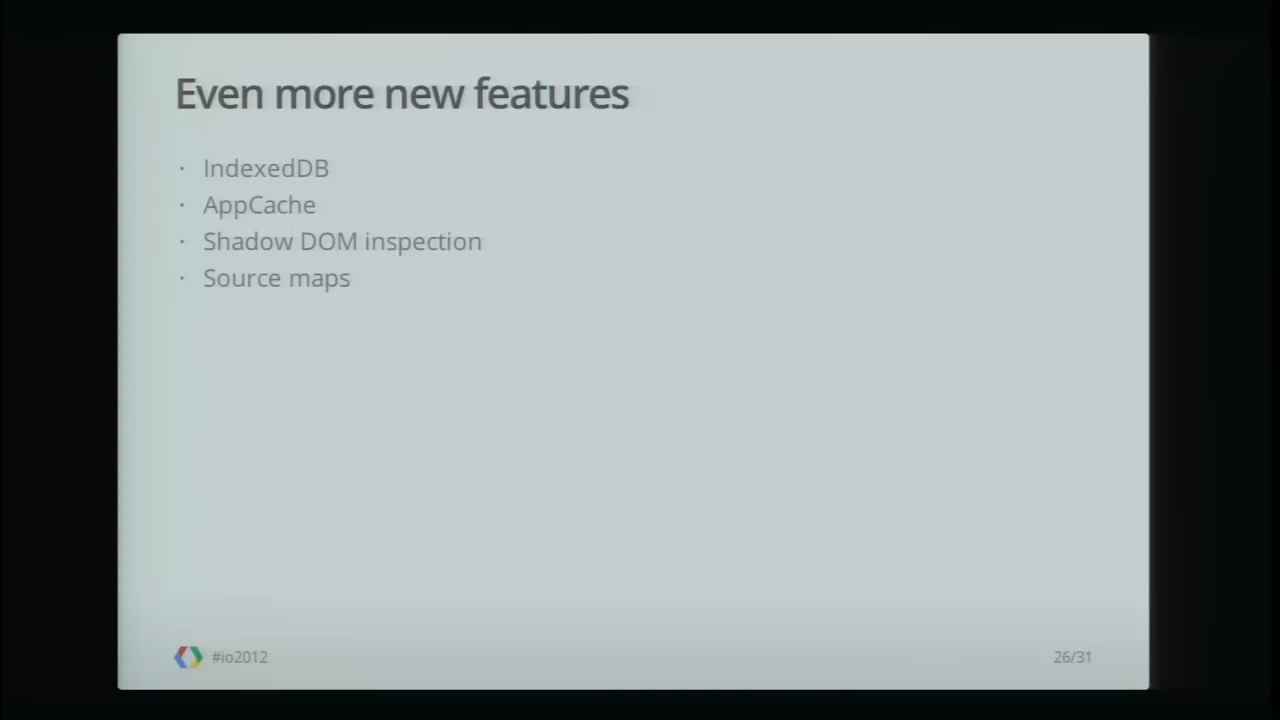 Even more new features
· IndexedDB
· AppCache
· Shadow DOM inspection
· Source maps
#io2012
26/31